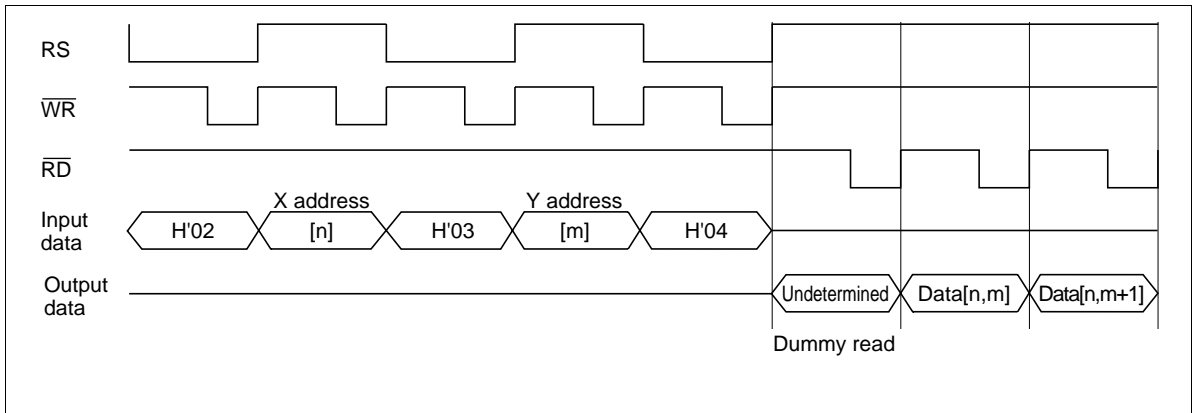 RS
WR
RD
X address
Y address
Input data
H'02
[n]
H'03
[m]
H'04
Output data
Undetermined
Data[n,m]
Data[n,m+1]
Dummy read